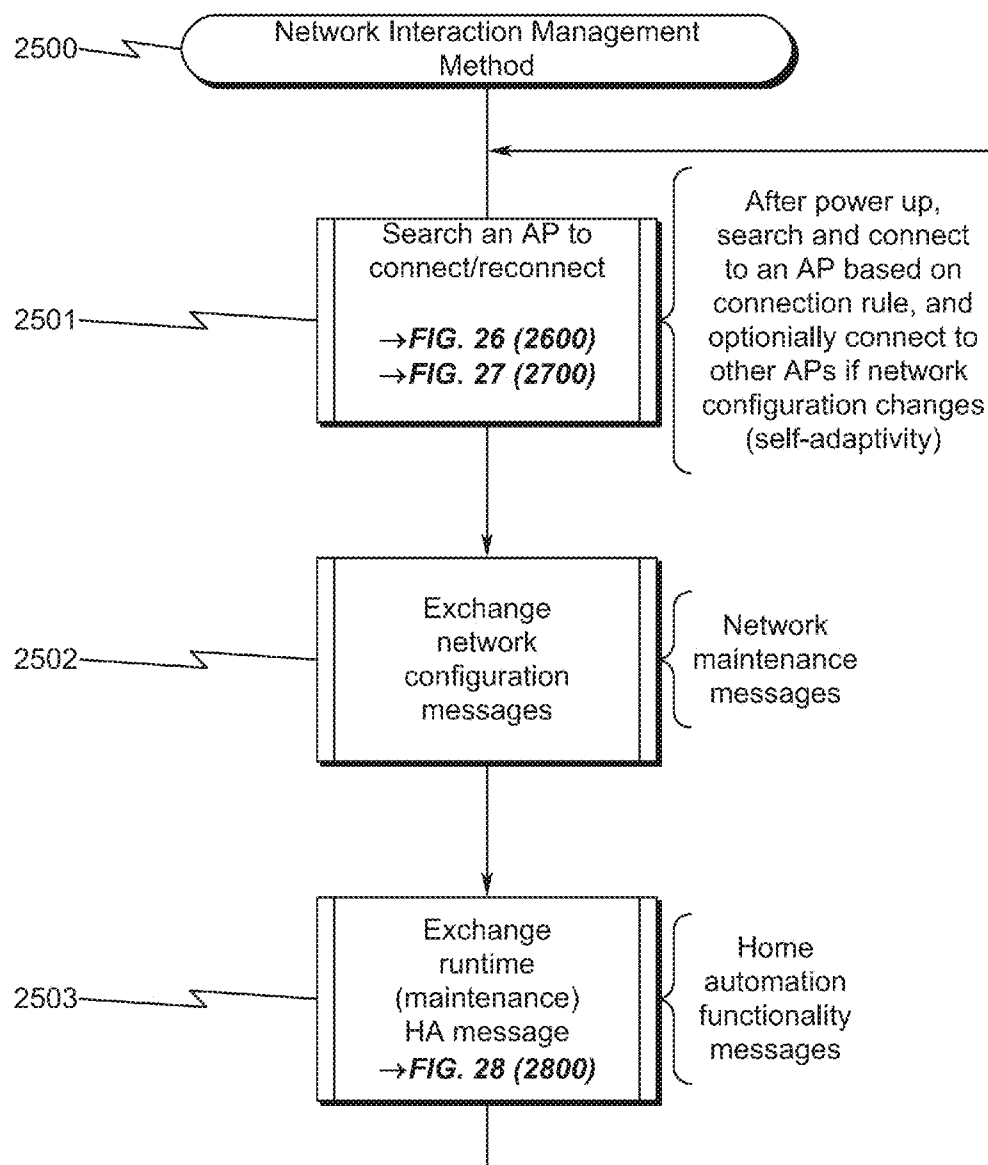 2500
Network Interaction Management
Method
2501
Search an AP to
connect/reconnect
→FIG. 26 (2600)
→FIG. 27 (2700)
After power up,
search and connect
to an AP based on
connection rule, and
optionially connect to
other APs if network
configuration changes
(self-adaptivity)
2502
Exchange
network
configuration
messages
Network
maintenance
messages
2503
Exchange
runtime
(maintenance)
HA message
→FIG. 28 (2800)
Home
automation
functionality
messages